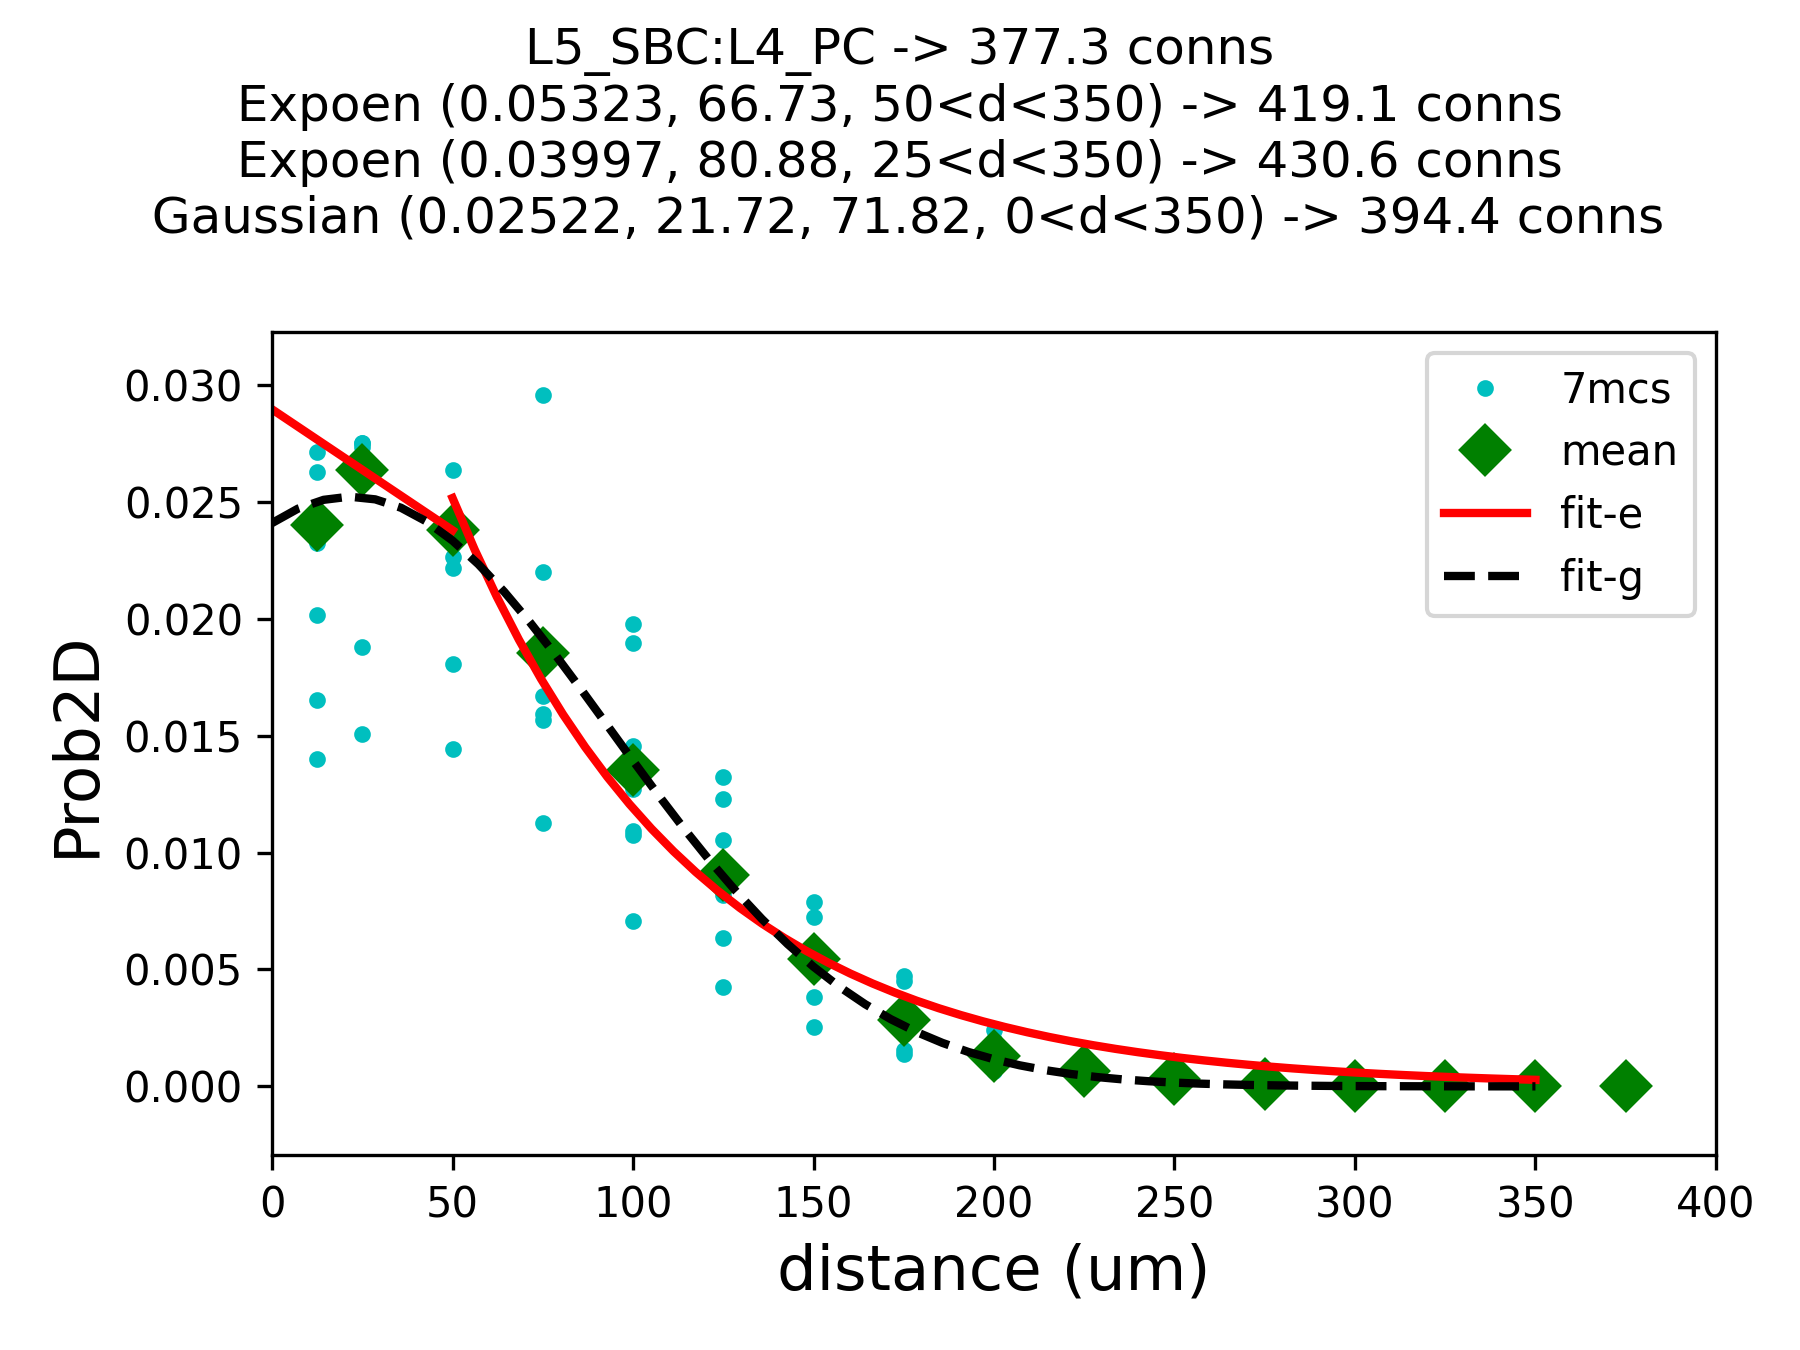 L5_SBC:L4_PC -> 377.3 conns
Expoen (0.05323, 66.73, 50<d<350) -> 419.1 conns
Expoen (0.03997, 80.88, 25<d<350) -> 430.6 conns
Gaussian (0.02522, 21.72, 71.82, 0<d<350) -> 394.4 conns
7mcs
mean
fit-e
fit-g
Prob2D
0.030
0.025
0.020
0.015
0.010
0.005
0.000
0 50 100 150 200 250 300 350 400
distance (um)